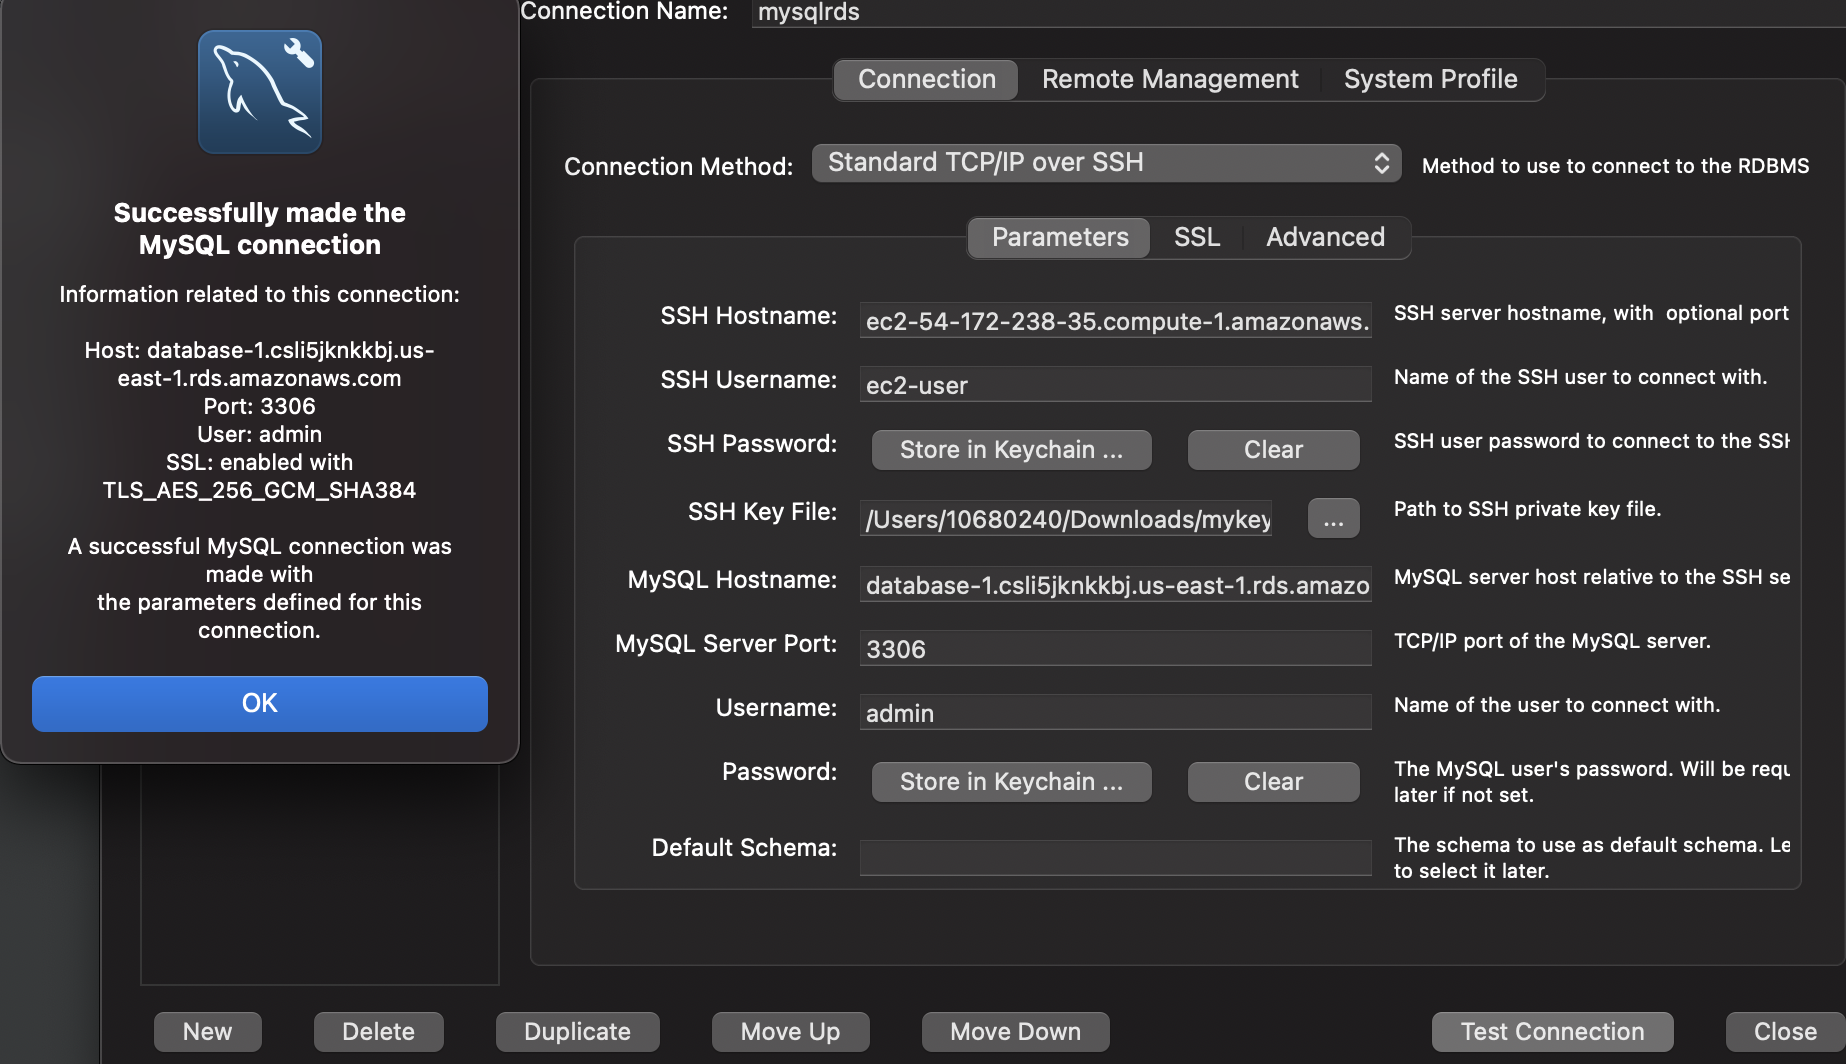 Connection Name: mysqlrds
Connection Remote Management System Profile
Connection Method: Standard TCP/IP over SSH Method to use to connect to the RDBMS
Parameters SSL Advanced
SSH Hostname: ec2-54-172-238-35.compute-1.amazonaws. SSH server hostname, with optional port
SSH Username: ec2-user Name of the SSH user to connect with.
SSH Password: Store in Keychain ... Clear SSH user password to connect to the SSH
SSH Key File: /Users/10680240/Downloads/mykey ... Path to SSH private key file.
MySQL Hostname: database-1.csli5jknkkbj.us-east-1.rds.amazo MySQL server host relative to the SSH se
MySQL Server Port: 3306 TCP/IP port of the MySQL server.
Username: admin Name of the user to connect with.
Password: Store in Keychain ... Clear The MySQL user's password. Will be requ
later if not set.
Default Schema: The schema to use as default schema. Le
to select it later.
Successfully made the
MySQL connection
Information related to this connection:
Host: database-1.csli5jknkkbj.us-
east-1.rds.amazonaws.com
Port: 3306
User: admin
SSL: enabled with
TLS_AES_256_GCM_SHA384
A successful MySQL connection was
made with
the parameters defined for this
connection.
OK
New Delete Duplicate Move Up Move Down Test Connection Close